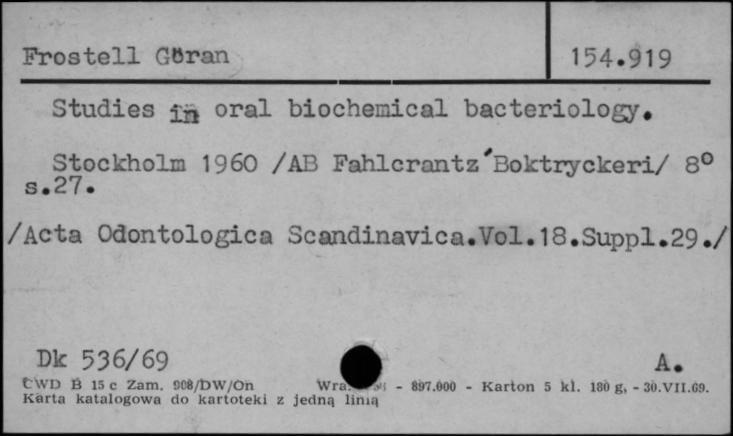 Frostell Göran 154.919
Studies in oral biochemical bacteriology.
Stockholm 1960 /AB Fahlcrantz'Boktryckeri/ 8°
s.27.
/Acta Odontologica Scandinavica.Vol.18.Suppl.29./
Dk 536/69 A.
CWD B 15 c Zam. 908/DW/On - 897.000 - Karton 5 kl. 180 g, - 30.VII.69.
Karta katalogowa do kartoteki z jedną linią